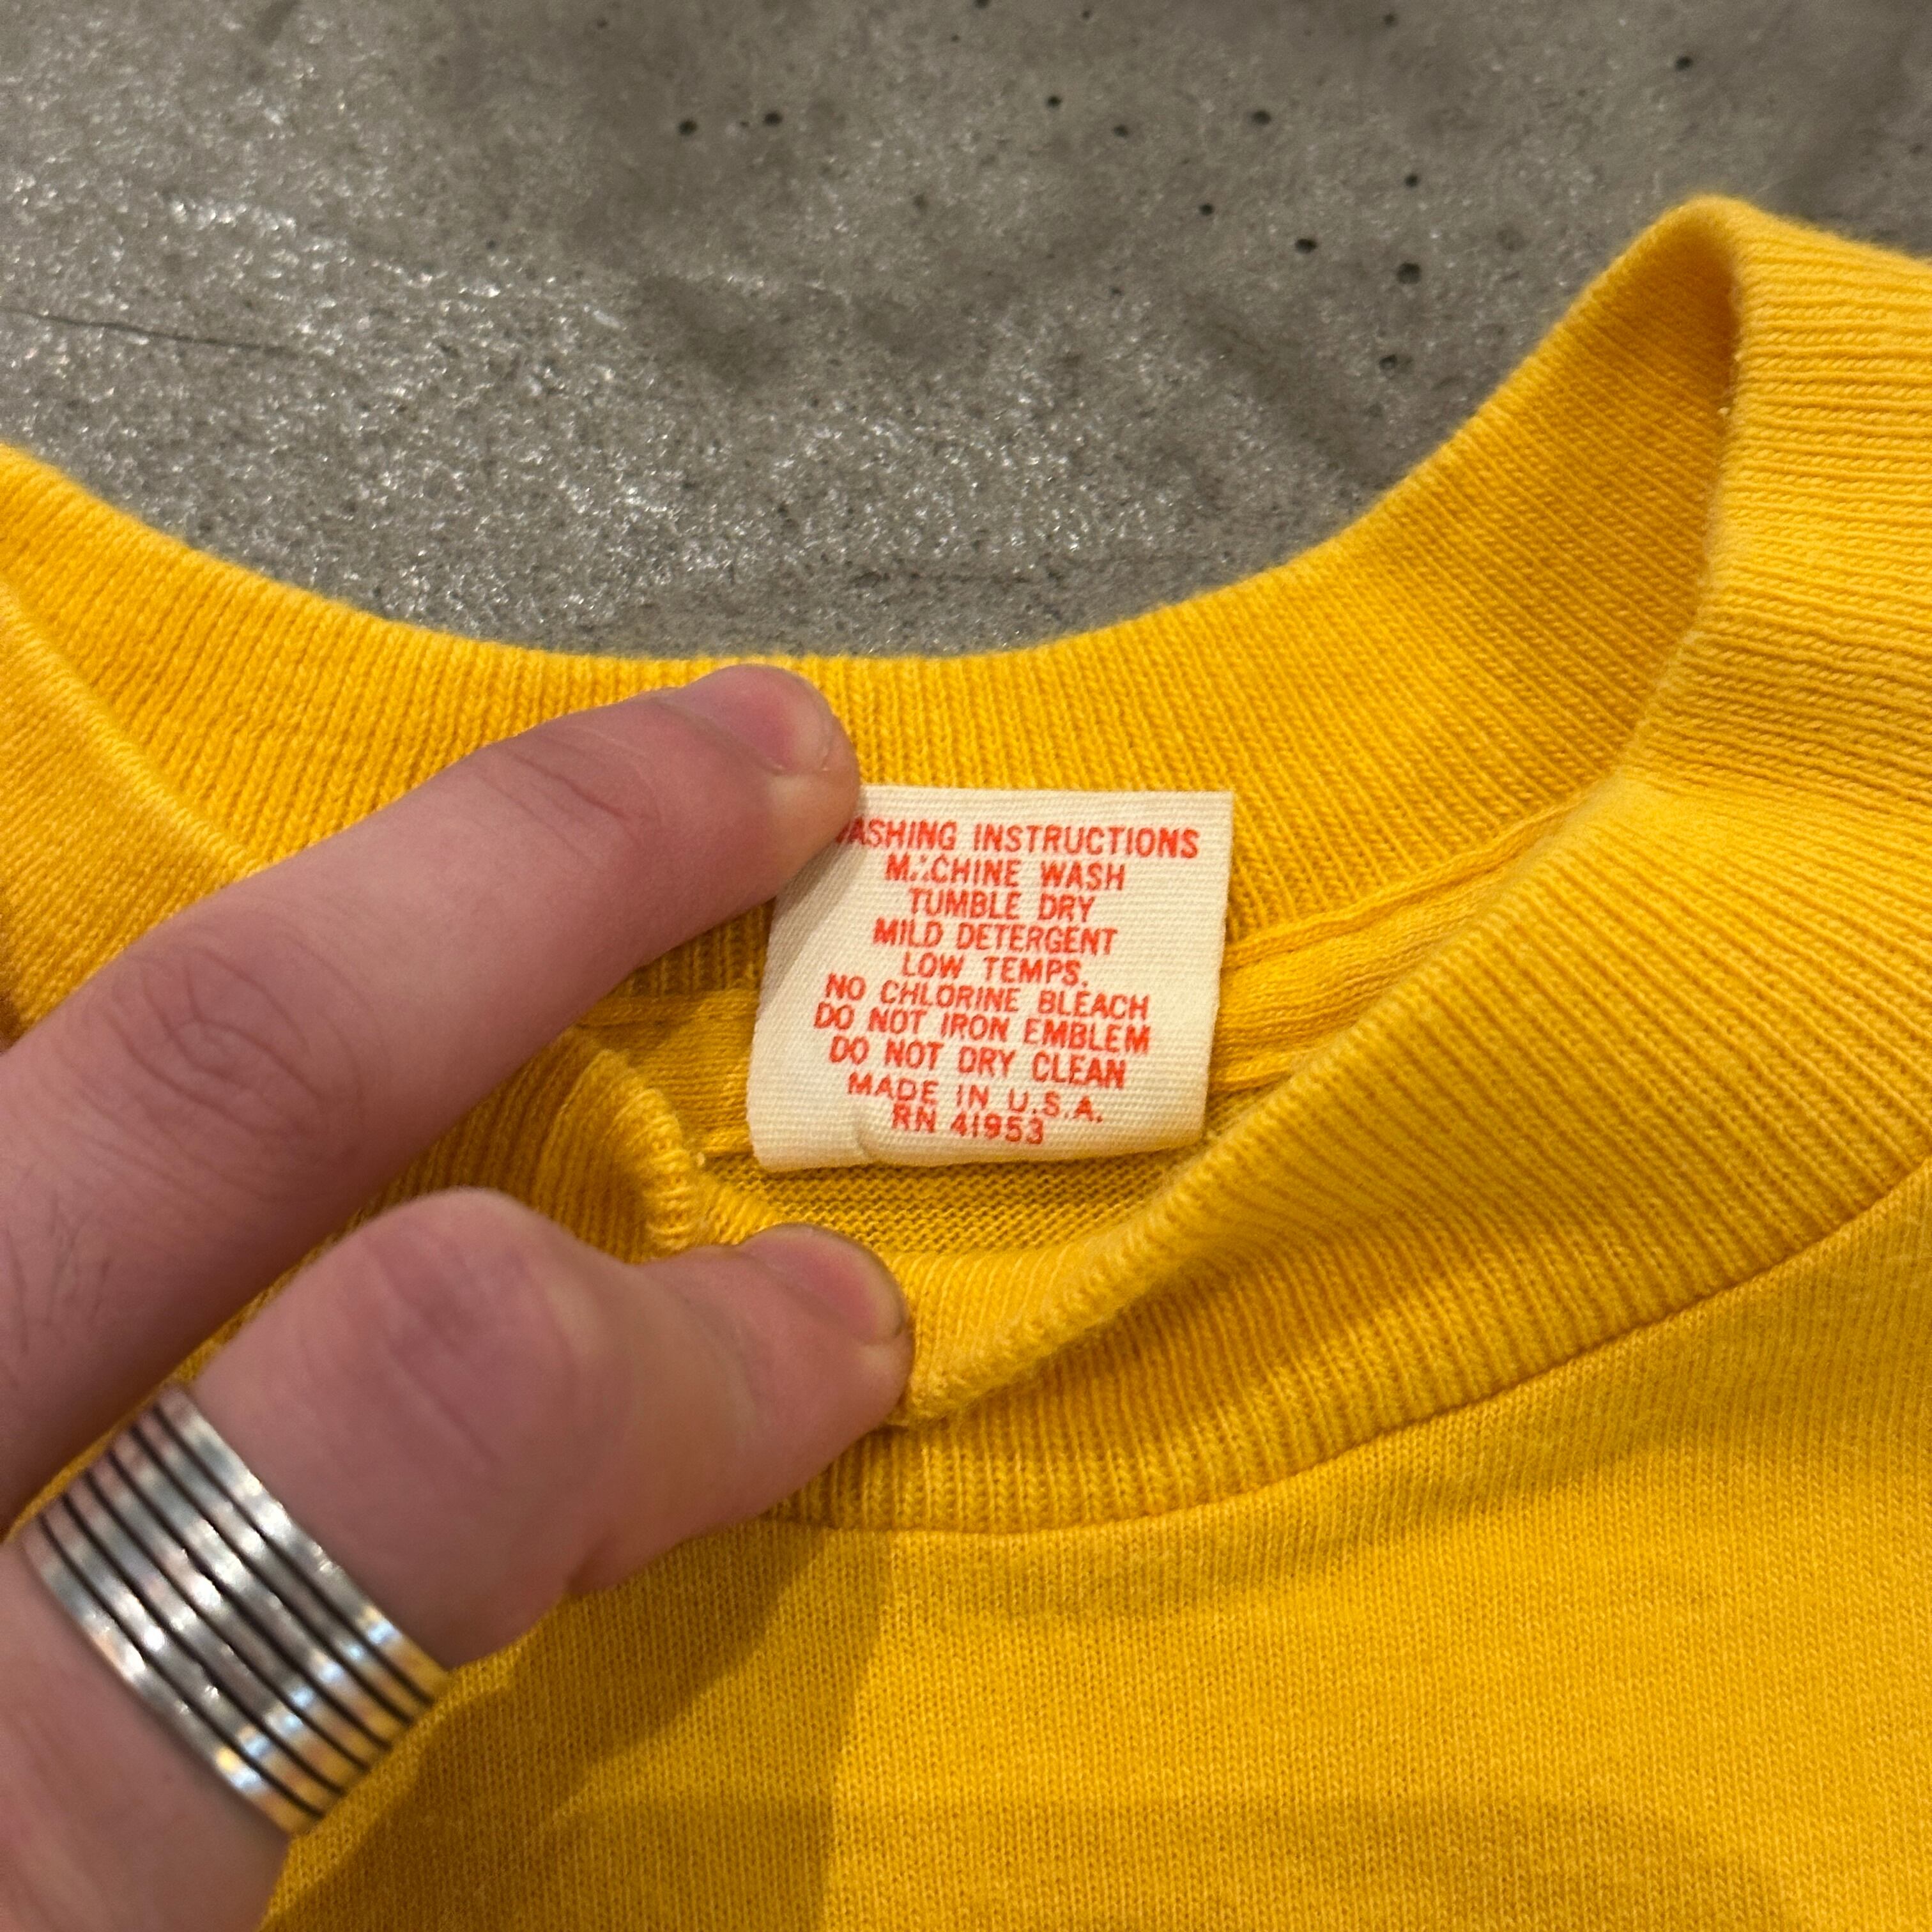 WASHING INSTRUCTIONS
MACHINE WASH
TUMBLE DRY
MILD DETERGENT
LOW TEMPS.
NO CHLORINE BLEACH
DO NOT IRON EMBLEM
DO NOT DRY CLEAN
MADE IN U.S.A.
RN 41953